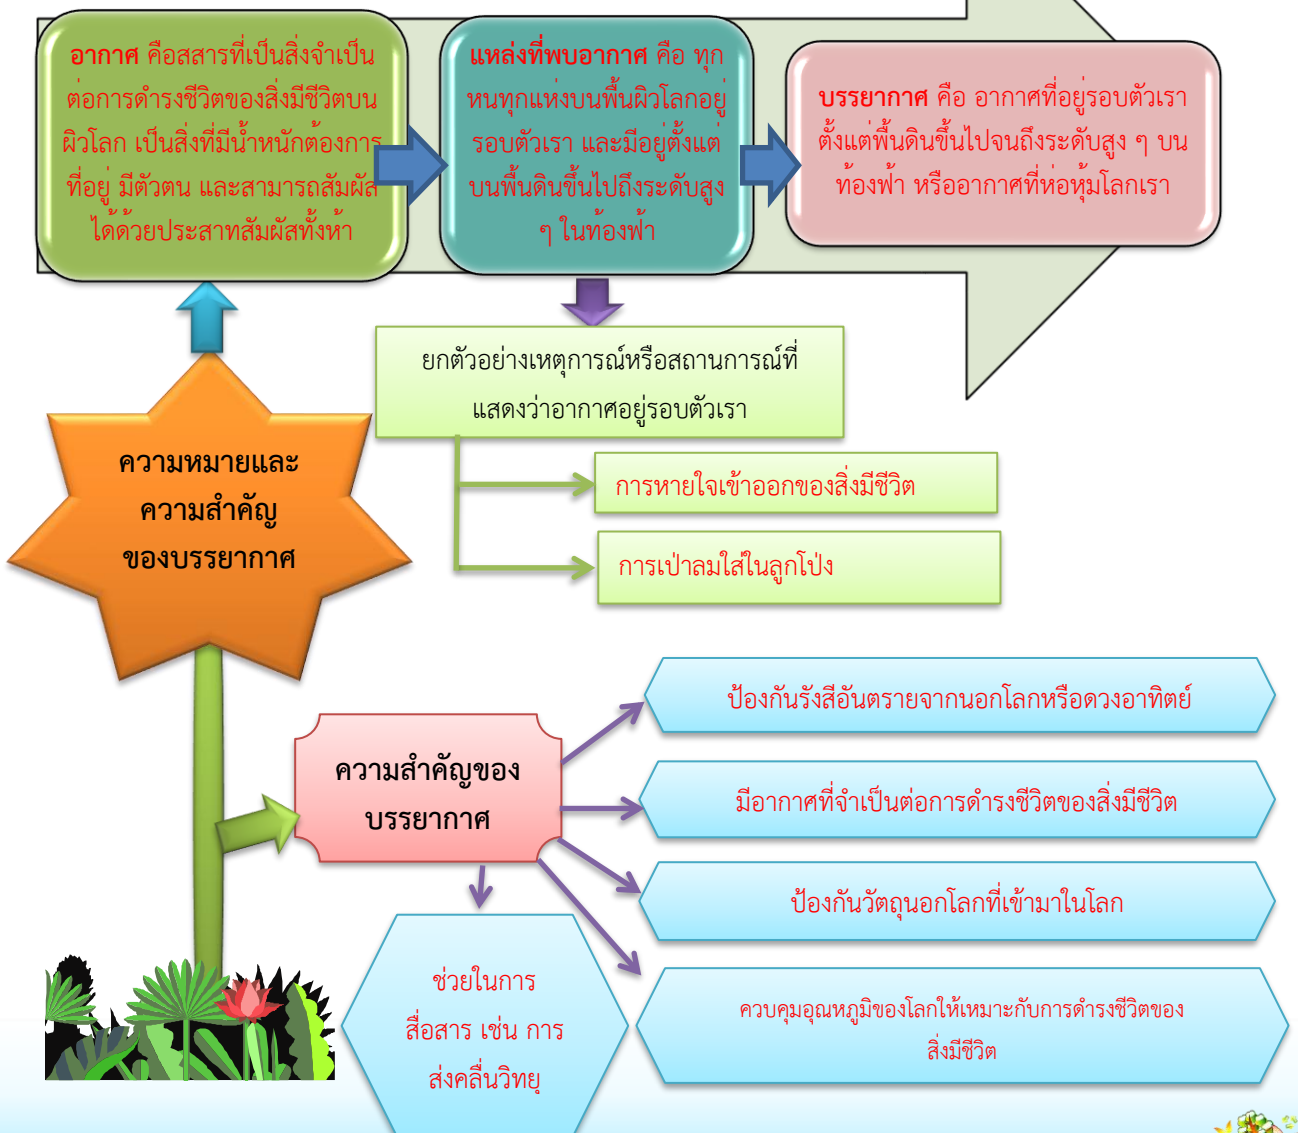 อากาศ คือสสารที่เป็นสิ่งจำเป็น
ต่อการดำรงชีวิตของสิ่งมีชีวิตบน
ผิวโลก เป็นสิ่งที่มีน้ำหนักต้องการ
ที่อยู่ มีตัวตน และสามารถสัมผัส
ได้ด้วยประสาทสัมผัสทั้งห้า
แหล่งที่พบอากาศ คือ ทุก
หนทุกแห่งบนพื้นผิวโลกอยู่
รอบตัวเรา และมีอยู่ตั้งแต่
บนพื้นดินขึ้นไปถึงระดับสูง
ๆ ในท้องฟ้า
บรรยากาศ คือ อากาศที่อยู่รอบตัวเรา
ตั้งแต่พื้นดินขึ้นไปจนถึงระดับสูง ๆ บน
ท้องฟ้า หรืออากาศที่ห่อหุ้มโลกเรา
ยกตัวอย่างเหตุการณ์หรือสถานการณ์ที่
แสดงว่าอากาศอยู่รอบตัวเรา
การหายใจเข้าออกของสิ่งมีชีวิต
การเป่าลมใส่ในลูกโป่ง
ความหมายและ
ความสำคัญ
ของบรรยากาศ
ความสำคัญของ
บรรยากาศ
ป้องกันรังสีอันตรายจากนอกโลกหรือดวงอาทิตย์
มีอากาศที่จำเป็นต่อการดำรงชีวิตของสิ่งมีชีวิต
ป้องกันวัตถุนอกโลกที่เข้ามาในโลก
ควบคุมอุณหภูมิของโลกให้เหมาะกับการดำรงชีวิตของ
สิ่งมีชีวิต
ช่วยในการ
สื่อสาร เช่น การ
ส่งคลื่นวิทยุ